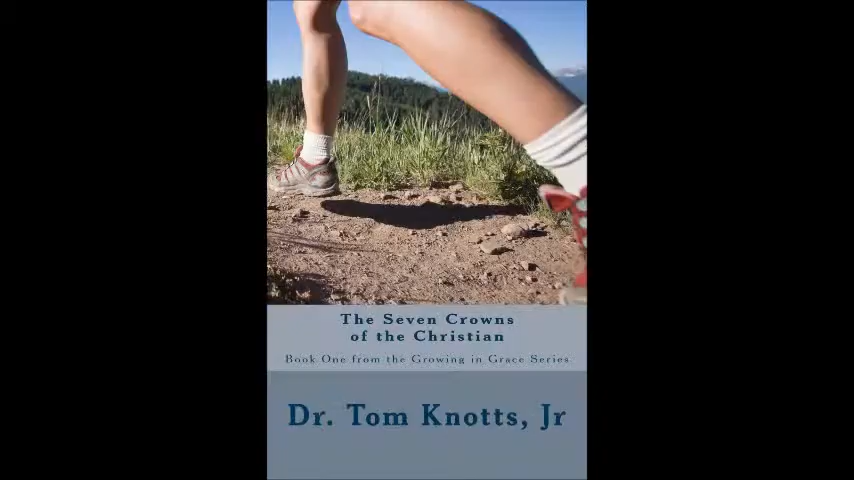 The Seven Crowns
of the Christian
Book One from the Growing in Grace Series
Dr. Tom Knotts, Jr